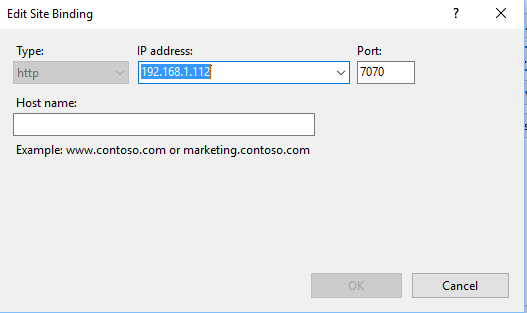 Edit Site Binding
?
Type: IP address: Port:
http 192.168.1.112 7070
Host name:
Example: www.contoso.com or marketing.contoso.com
OK Cancel